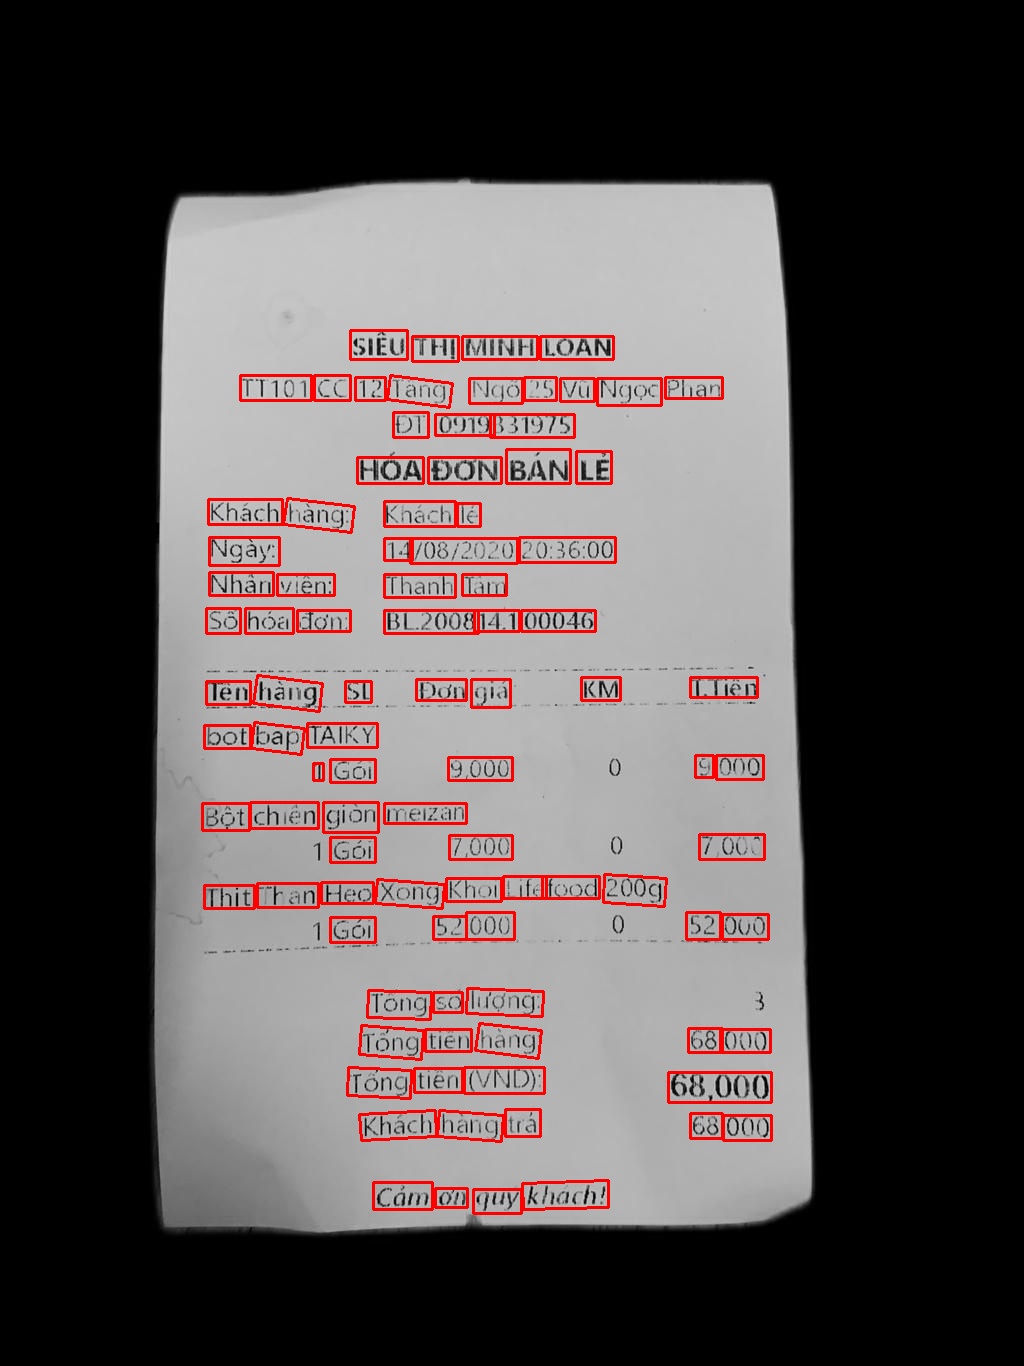 SIÊU THỊ MINH LOAN
TT101 CC 12 Tầng Ngõ 25 Vũ Ngọc Phan
ĐT 0919331975
HÓA ĐƠN BÁN LẺ
Khách hàng: Khách lẻ
Ngày: 14/08/2020 20:36:00
Nhân viên: Thanh Tâm
Số hóa đơn: BL.200814.100046
Tên hàng SL Đơn giá KM T.Tiền
bot bap TAIKY
1 Gói 9,000 0 9,000
Bột chiên giòn meizan
1 Gói 7,000 0 7,000
Thit Than Heo Xong Khoi Lifefood 200g
1 Gói 52,000 0 52,000
Tổng số lượng: 3
Tổng tiền hàng 68,000
Tổng tiền (VND): 68,000
Khách hàng trả 68,000
Cảm ơn quý khách!